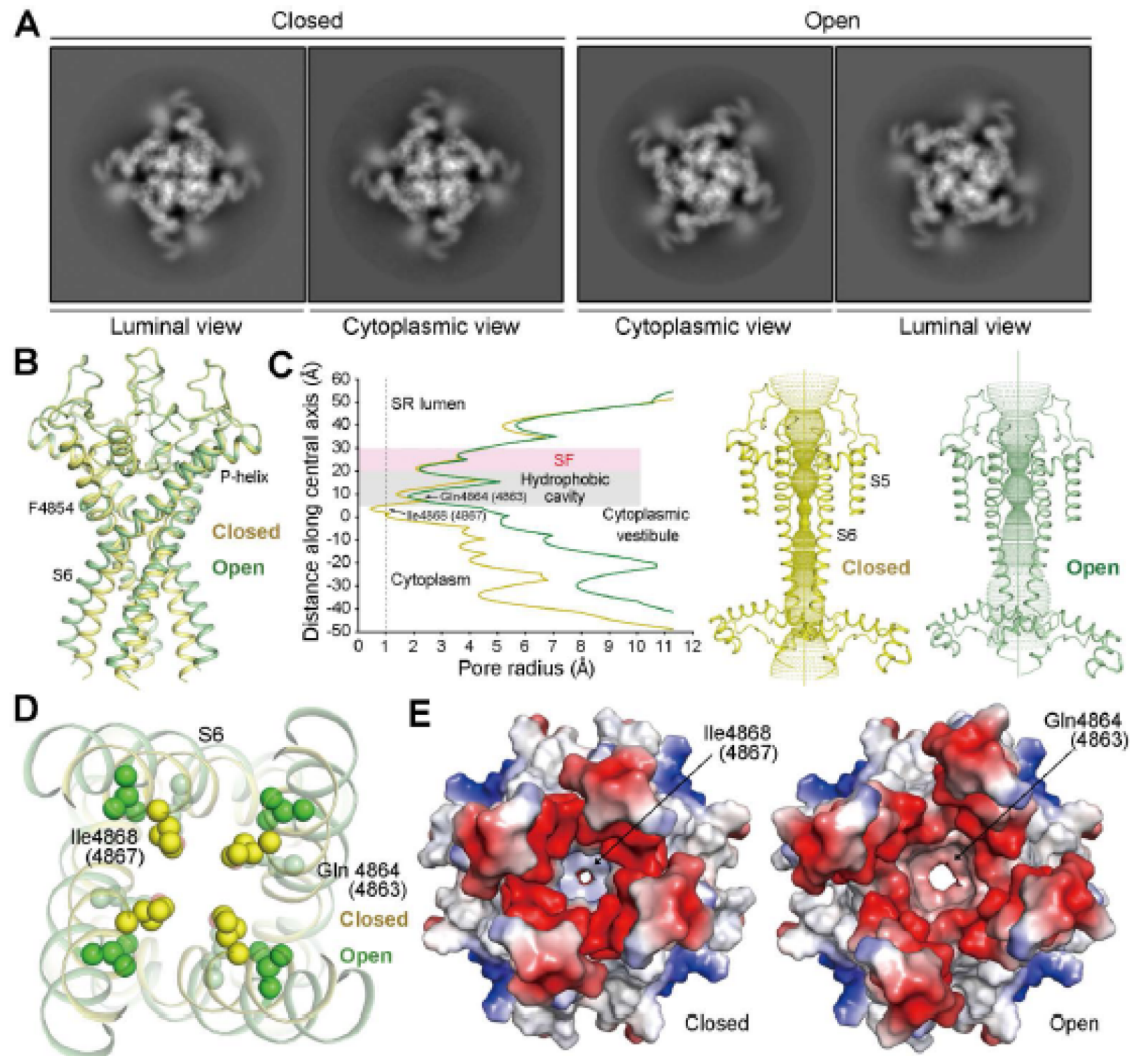 A
Closed
Open
Luminal view
Cytoplasmic view
Cytoplasmic view
Luminal view
B
P-helix
F4854
Closed
Open
S6
C
Distance along central axis (Å)
60
50
40
30
20
10
0
-10
-20
-30
-40
-50
SR lumen
SF
Hydrophobic
cavity
Gln4864 (4863)
Ile4868 (4867)
Cytoplasmic
vestibule
Cytoplasm
0 1 2 3 4 5 6 7 8 9 10 11 12
Pore radius (Å)
S5
S6
Closed
Open
D
S6
Ile4868
(4867)
Gln 4864
(4863)
Closed
Open
E
Ile4868
(4867)
Gln4864
(4863)
Closed
Open